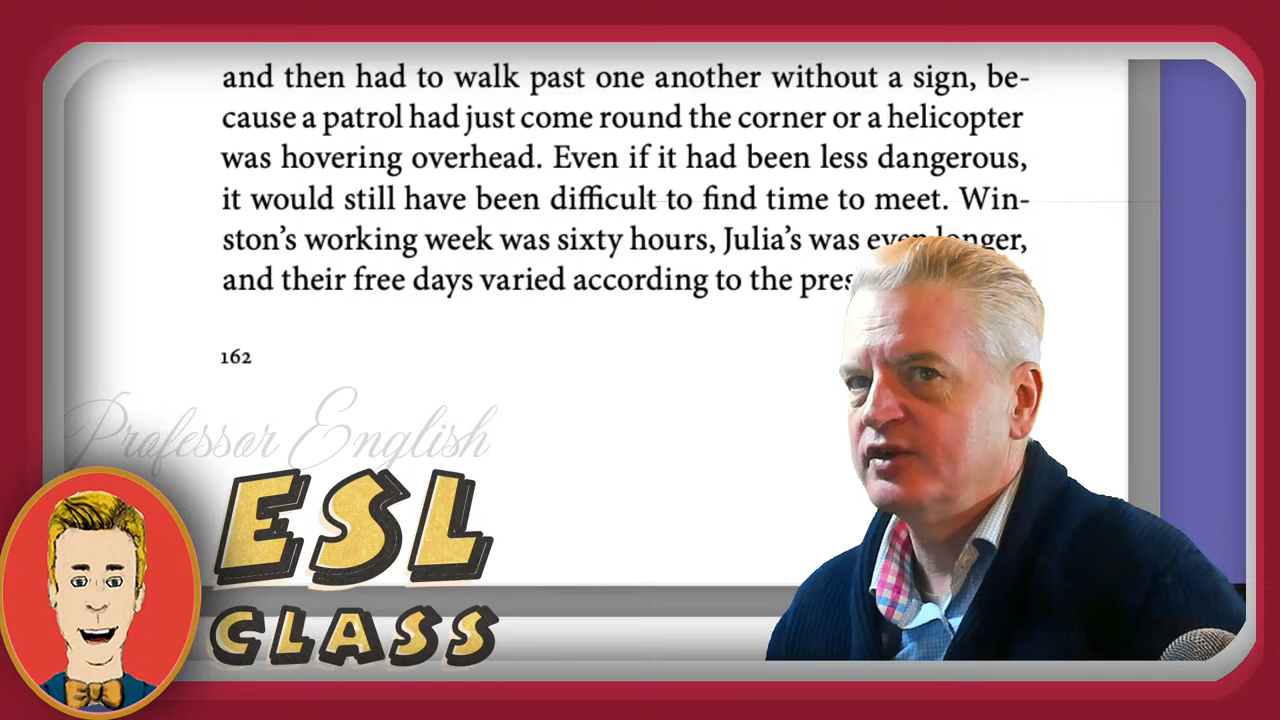 and then had to walk past one another without a sign, be-
cause a patrol had just come round the corner or a helicopter
was hovering overhead. Even if it had been less dangerous,
it would still have been difficult to find time to meet. Win-
ston’s working week was sixty hours, Julia’s was even longer,
and their free days varied according to the pres
162
Professor English
ESL
CLASS